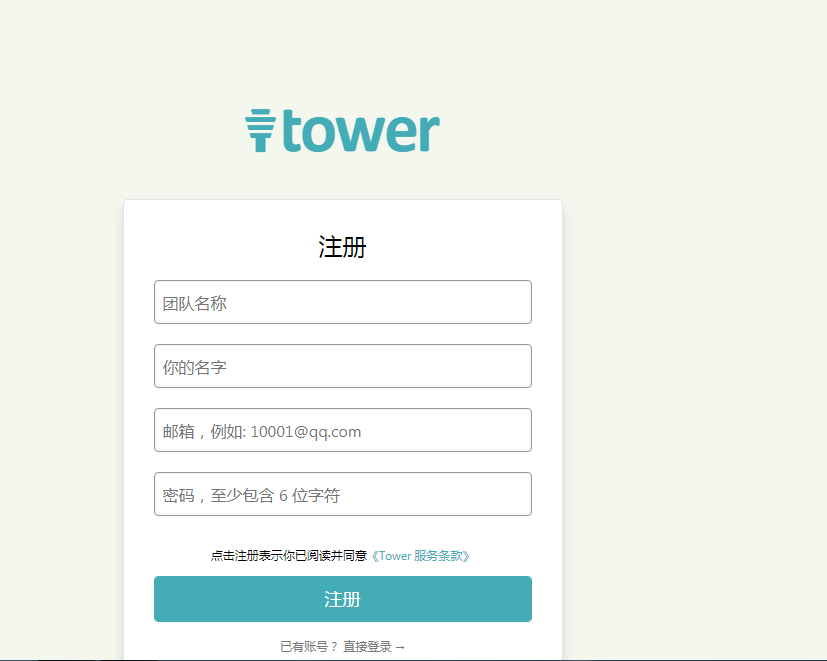 tower
注册
团队名称
你的名字
邮箱，例如: 10001@qq.com
密码，至少包含 6 位字符
点击注册表示你已阅读并同意《Tower 服务条款》
注册
已有账号？ 直接登录 →